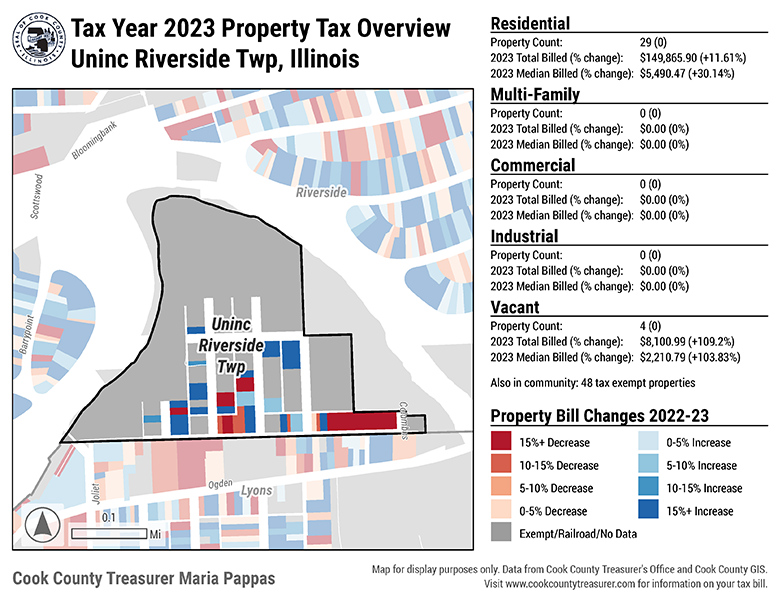 SEAL OF COOK COUNTY
ILLINOIS
Tax Year 2023 Property Tax Overview
Uninc Riverside Twp, Illinois
Bloomingbank
Scottswood
Riverside
Barrypoint
Uninc
Riverside
Twp
Columbus
Joliet
Ogden
Lyons
0.1
Mi
Residential
Property Count: 29 (0)
2023 Total Billed (% change): $149,865.90 (+11.61%)
2023 Median Billed (% change): $5,490.47 (+30.14%)
Multi-Family
Property Count: 0 (0)
2023 Total Billed (% change): $0.00 (0%)
2023 Median Billed (% change): $0.00 (0%)
Commercial
Property Count: 0 (0)
2023 Total Billed (% change): $0.00 (0%)
2023 Median Billed (% change): $0.00 (0%)
Industrial
Property Count: 0 (0)
2023 Total Billed (% change): $0.00 (0%)
2023 Median Billed (% change): $0.00 (0%)
Vacant
Property Count: 4 (0)
2023 Total Billed (% change): $8,100.99 (+109.2%)
2023 Median Billed (% change): $2,210.79 (+103.83%)
Also in community: 48 tax exempt properties
Property Bill Changes 2022-23
15%+ Decrease
10-15% Decrease
5-10% Decrease
0-5% Decrease
Exempt/Railroad/No Data
0-5% Increase
5-10% Increase
10-15% Increase
15%+ Increase
Cook County Treasurer Maria Pappas
Map for display purposes only. Data from Cook County Treasurer's Office and Cook County GIS.
Visit www.cookcountytreasurer.com for information on your tax bill.